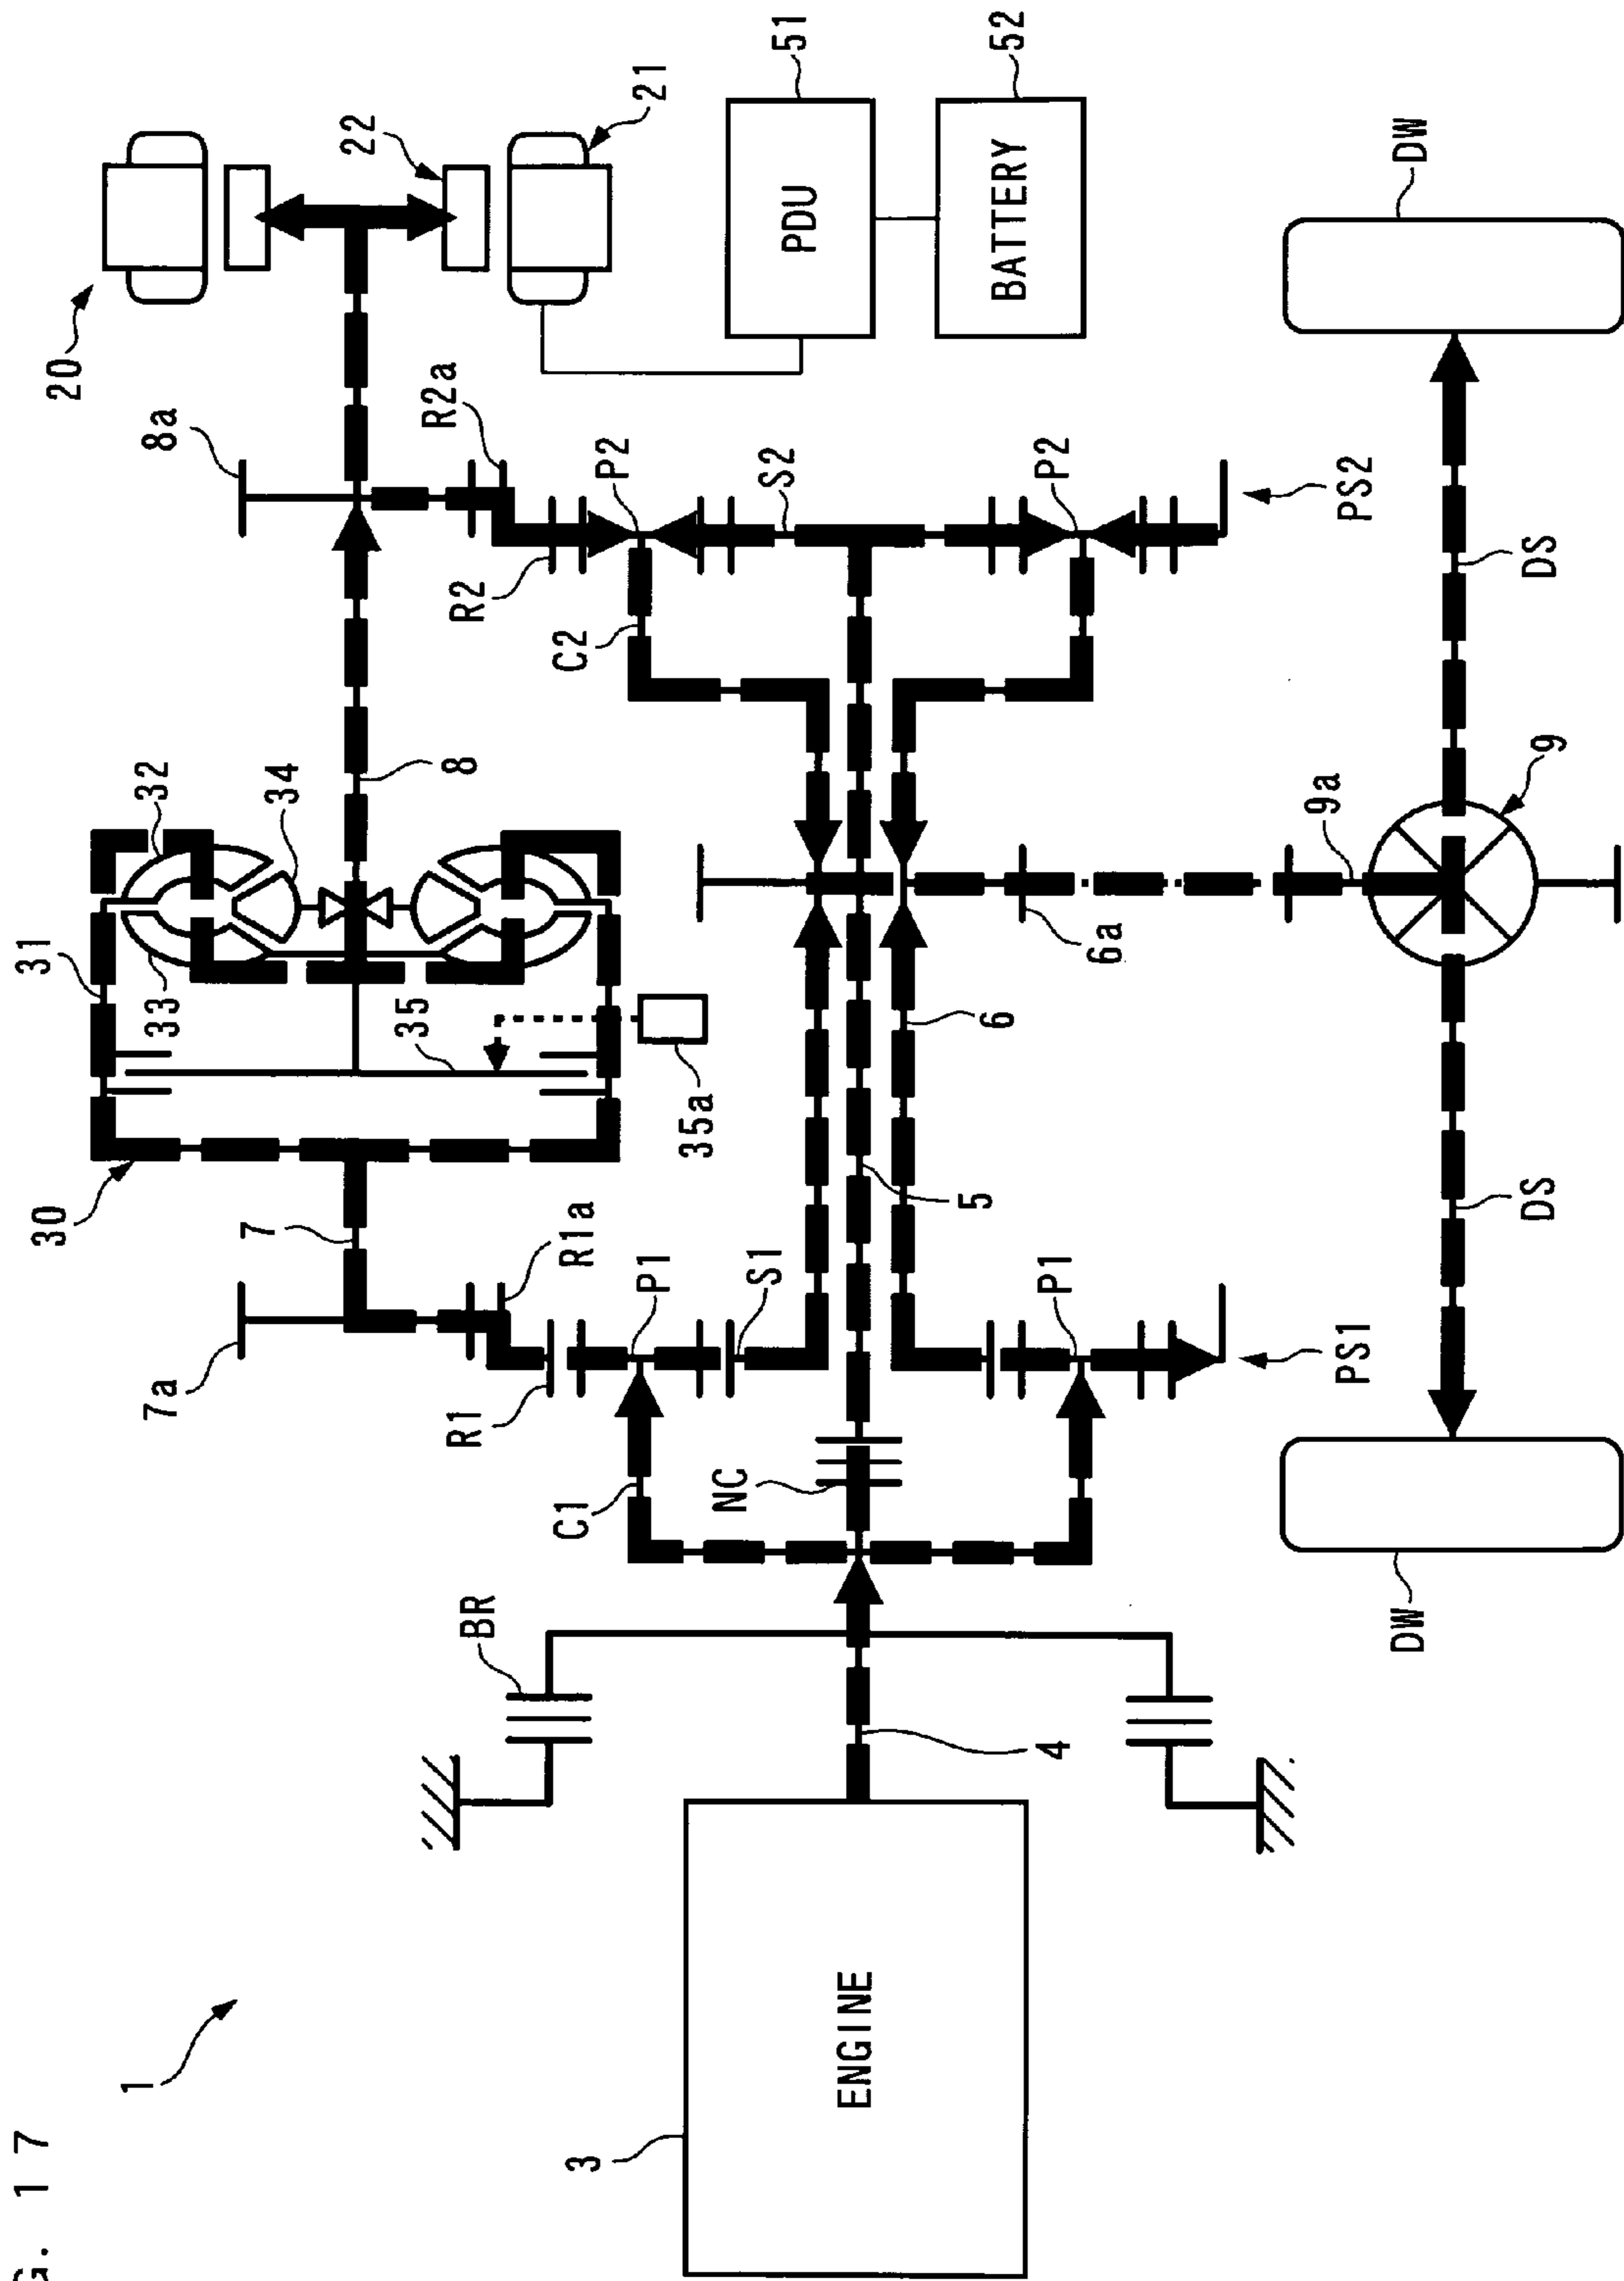 G. 17
1
3
ENGINE
4
BR
DW
C1
NC
R1
P1
S1
P1
PS1
7a
7
R1a
30
35a
5
DS
31
33
35
6
6a
9a
9
32
34
8
C2
R2
P2
S2
P2
PS2
DS
8a
R2a
20
22
21
PDU
51
BATTERY
52
DW